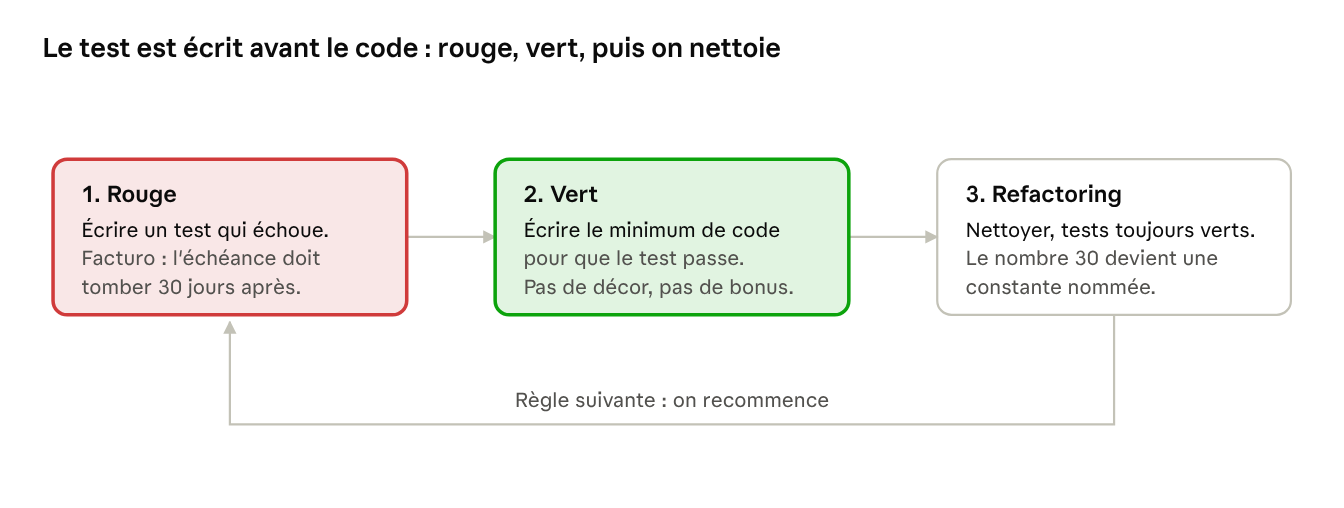 Le test est écrit avant le code : rouge, vert, puis on nettoie
1. Rouge
Écrire un test qui échoue.
Facturo : l'échéance doit
tomber 30 jours après.
2. Vert
Écrire le minimum de code
pour que le test passe.
Pas de décor, pas de bonus.
3. Refactoring
Nettoyer, tests toujours verts.
Le nombre 30 devient une
constante nommée.
Règle suivante : on recommence